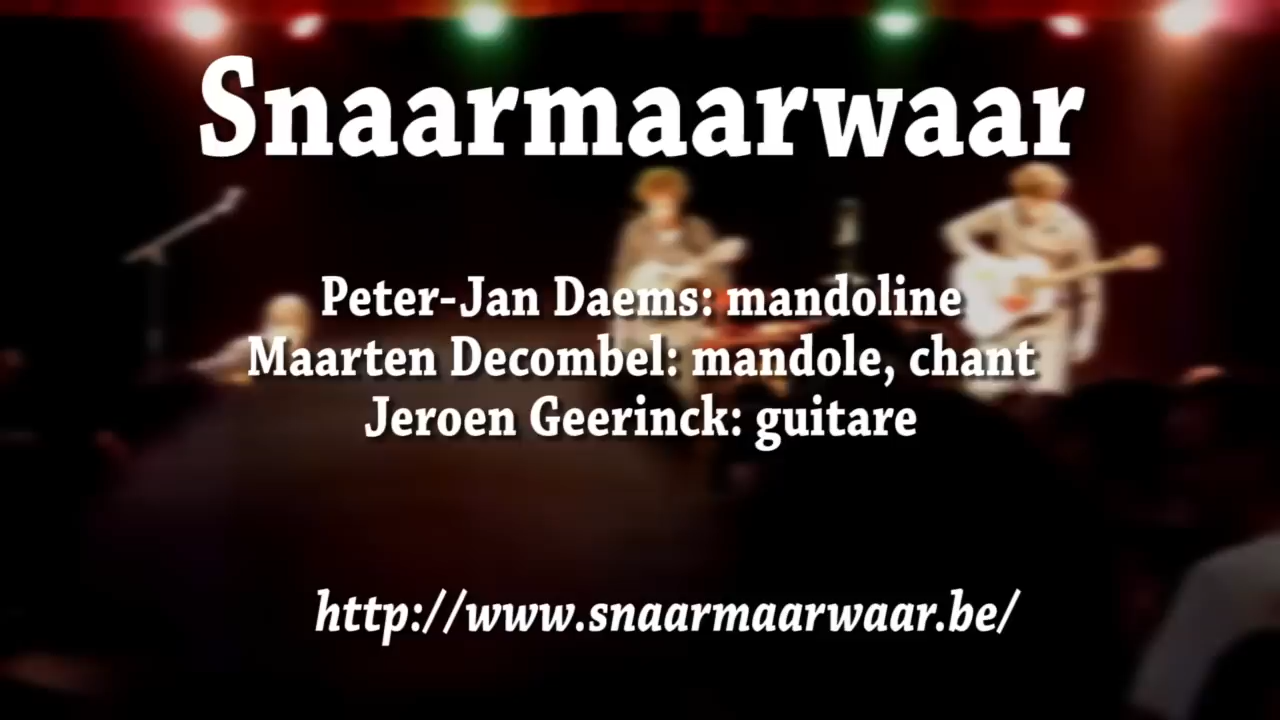 Snaarmaarwaar
Peter-Jan Daems: mandoline
Maarten Decombel: mandole, chant
Jeroen Geerinck: guitare
http://www.snaarmaarwaar.be/